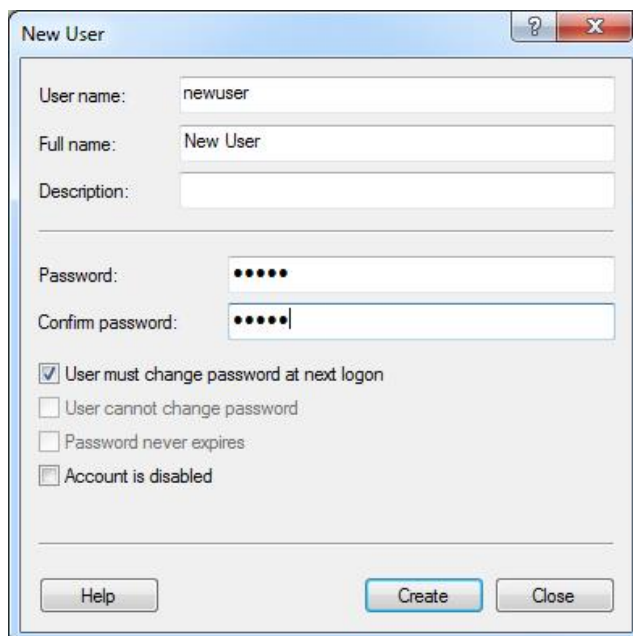 New User
User name: newuser
Full name: New User
Description:
Password: •••••
Confirm password: •••••
User must change password at next logon
User cannot change password
Password never expires
Account is disabled
Help Create Close